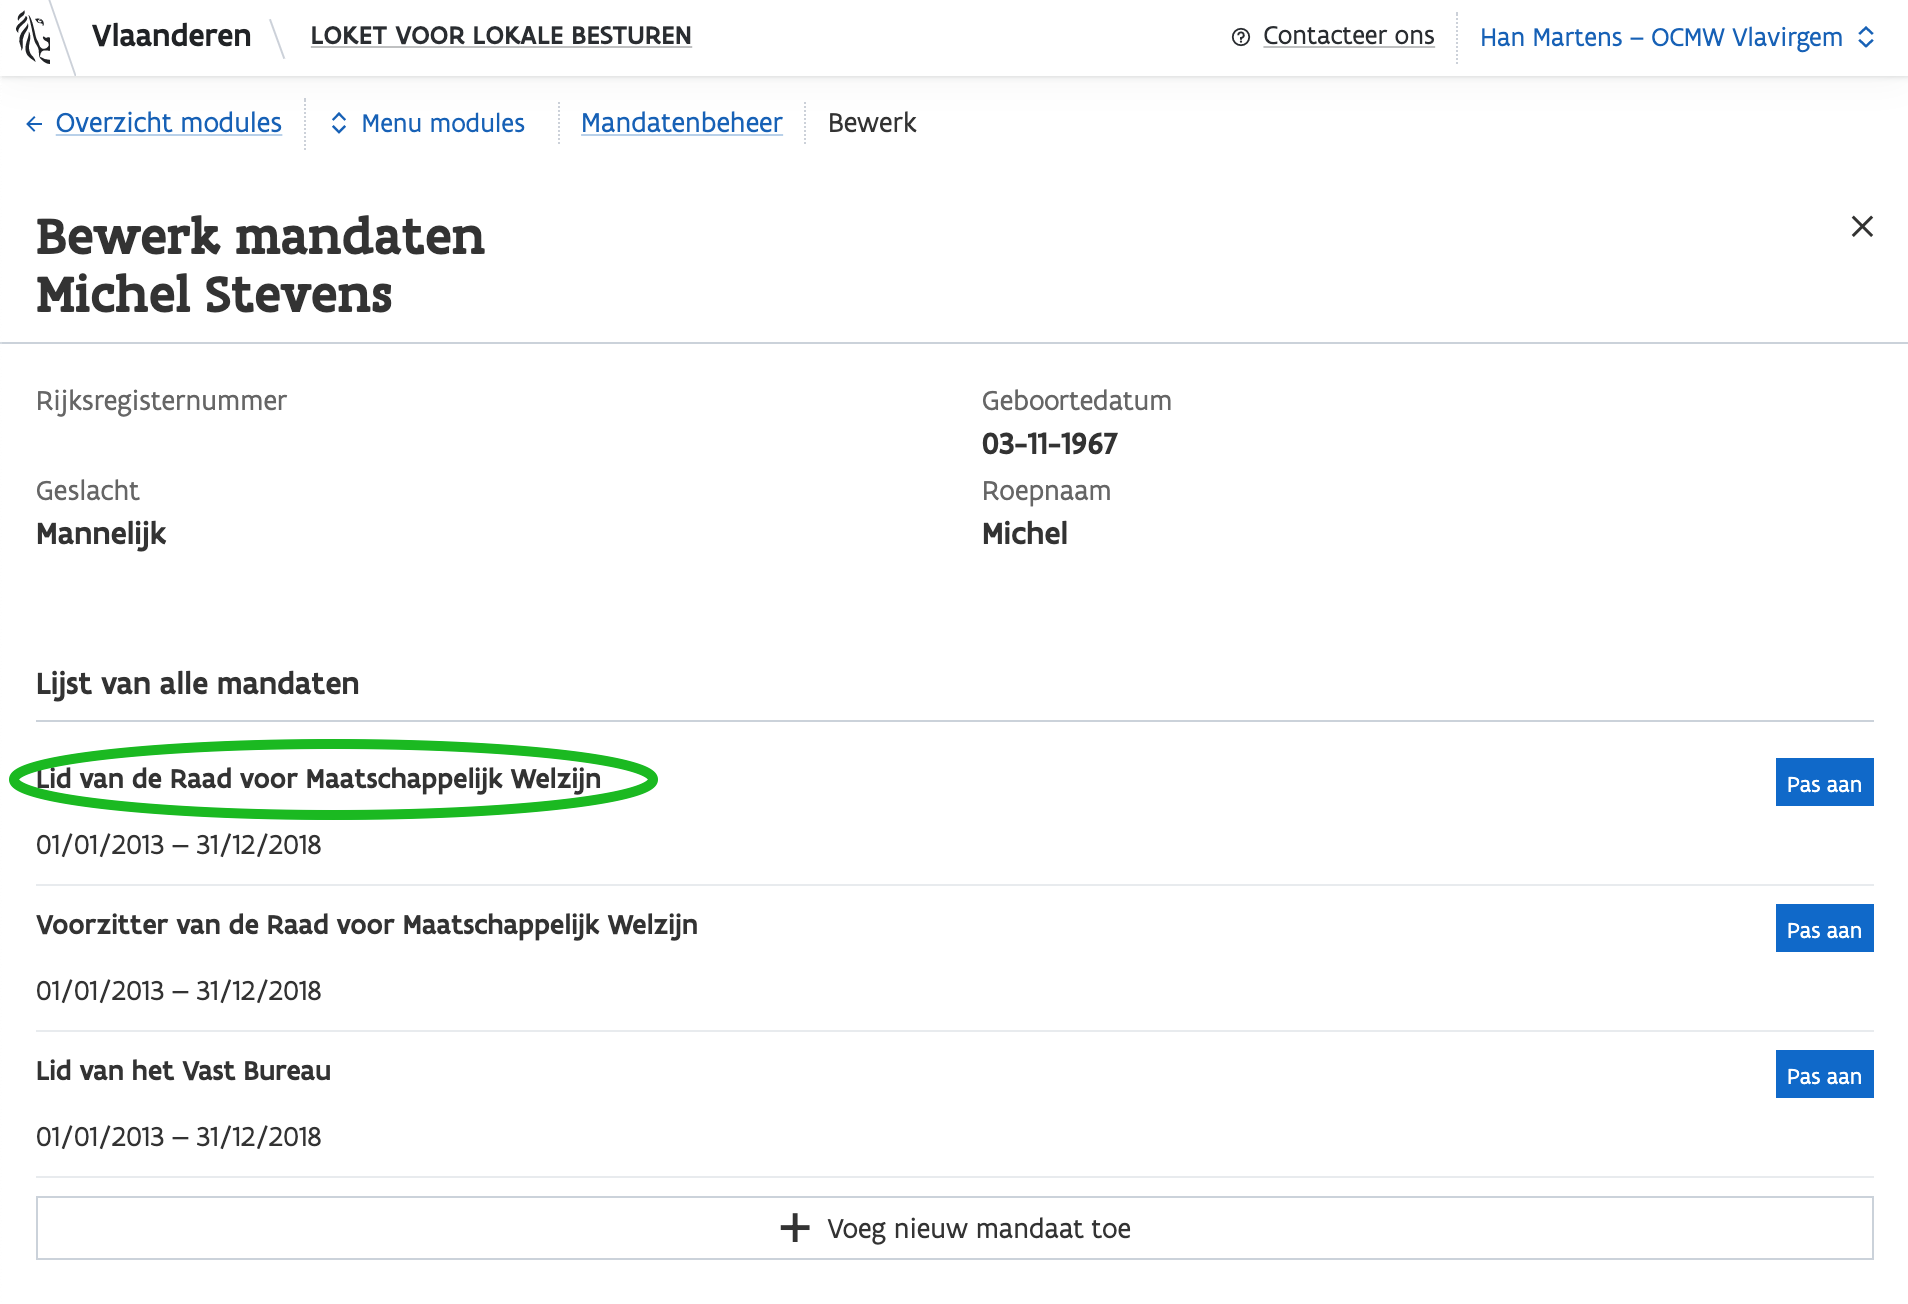 Vlaanderen
LOKET VOOR LOKALE BESTUREN
Contacteer ons
Han Martens – OCMW Vlavirgem
Overzicht modules
Menu modules
Mandatenbeheer
Bewerk
Bewerk mandaten
Michel Stevens
Rijksregisternummer
Geboortedatum
03-11-1967
Geslacht
Mannelijk
Roepnaam
Michel
Lijst van alle mandaten
Lid van de Raad voor Maatschappelijk Welzijn
Pas aan
01/01/2013 – 31/12/2018
Voorzitter van de Raad voor Maatschappelijk Welzijn
Pas aan
01/01/2013 – 31/12/2018
Lid van het Vast Bureau
Pas aan
01/01/2013 – 31/12/2018
Voeg nieuw mandaat toe